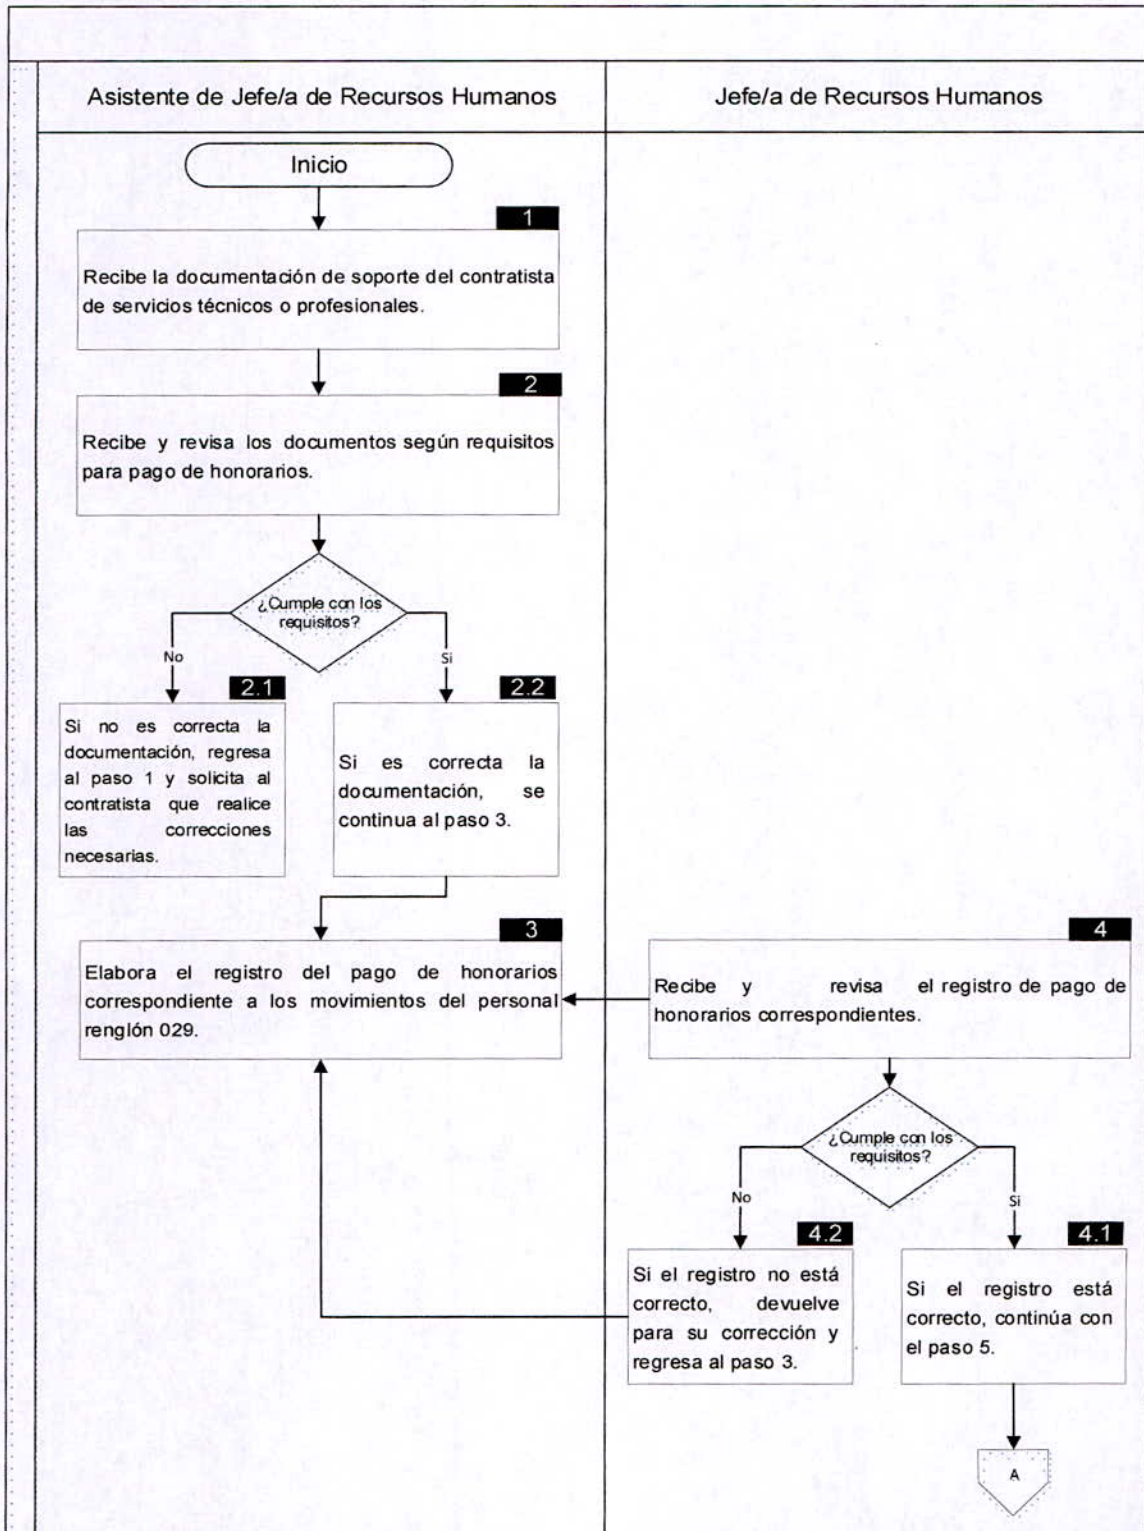 Asistente de Jefe/a de Recursos Humanos
Jefe/a de Recursos Humanos
Inicio
1
Recibe la documentación de soporte del contratista
de servicios técnicos o profesionales.
2
Recibe y revisa los documentos según requisitos
para pago de honorarios.
¿Cumple con los
requisitos?
No
Si
2.1
Si no es correcta la
documentación, regresa
al paso 1 y solicita al
contratista que realice
las correcciones
necesarias.
2.2
Si es correcta la
documentación, se
continua al paso 3.
3
Elabora el registro del pago de honorarios
correspondiente a los movimientos del personal
renglón 029.
4
Recibe y revisa el registro de pago de
honorarios correspondientes.
¿Cumple con los
requisitos?
No
Si
4.2
Si el registro no está
correcto, devuelve
para su corrección y
regresa al paso 3.
4.1
Si el registro está
correcto, continúa con
el paso 5.
A